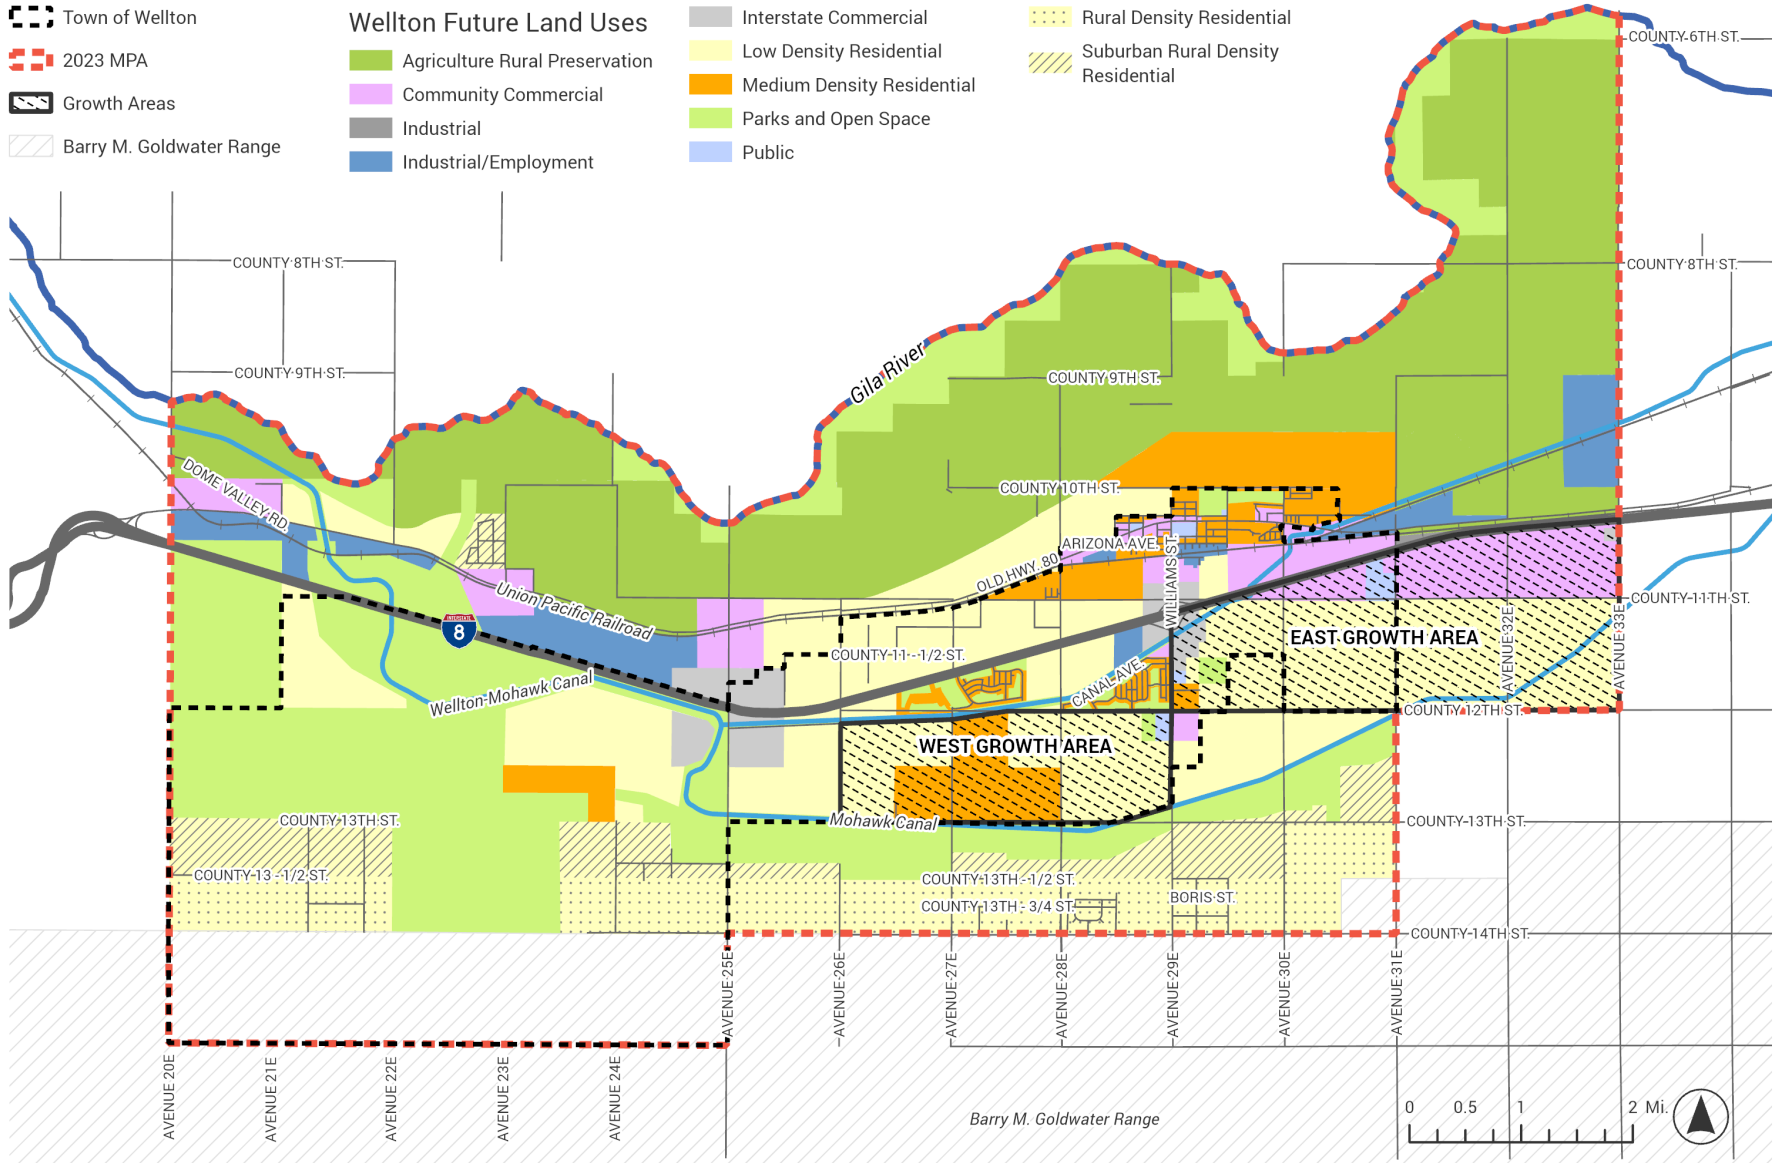 Town of Wellton
2023 MPA
Growth Areas
Barry M. Goldwater Range
Wellton Future Land Uses
Agriculture Rural Preservation
Community Commercial
Industrial
Industrial/Employment
Interstate Commercial
Low Density Residential
Medium Density Residential
Parks and Open Space
Public
Rural Density Residential
Suburban Rural Density
Residential
COUNTY 6TH ST.
COUNTY 8TH ST.
COUNTY 8TH ST.
COUNTY 9TH ST.
COUNTY 9TH ST.
Gila River
DOME VALLEY RD.
COUNTY 10TH ST.
ARIZONA AVE.
OLD HWY. 80
WILLIAMS ST.
Union Pacific Railroad
INTERSTATE
8
COUNTY 11TH ST.
EAST GROWTH AREA
AVENUE 32E
AVENUE 33E
COUNTY 11 - 1/2 ST.
CANAL AVE.
Wellton-Mohawk Canal
COUNTY 12TH ST.
WEST GROWTH AREA
COUNTY 13TH ST.
Mohawk Canal
COUNTY 13TH ST.
COUNTY 13 - 1/2 ST.
COUNTY 13TH - 1/2 ST.
COUNTY 13TH - 3/4 ST.
BORIS ST.
COUNTY 14TH ST.
AVENUE 25E
AVENUE 26E
AVENUE 27E
AVENUE 28E
AVENUE 29E
AVENUE 30E
AVENUE 31E
AVENUE 20E
AVENUE 21E
AVENUE 22E
AVENUE 23E
AVENUE 24E
Barry M. Goldwater Range
0 0.5 1 2 Mi.